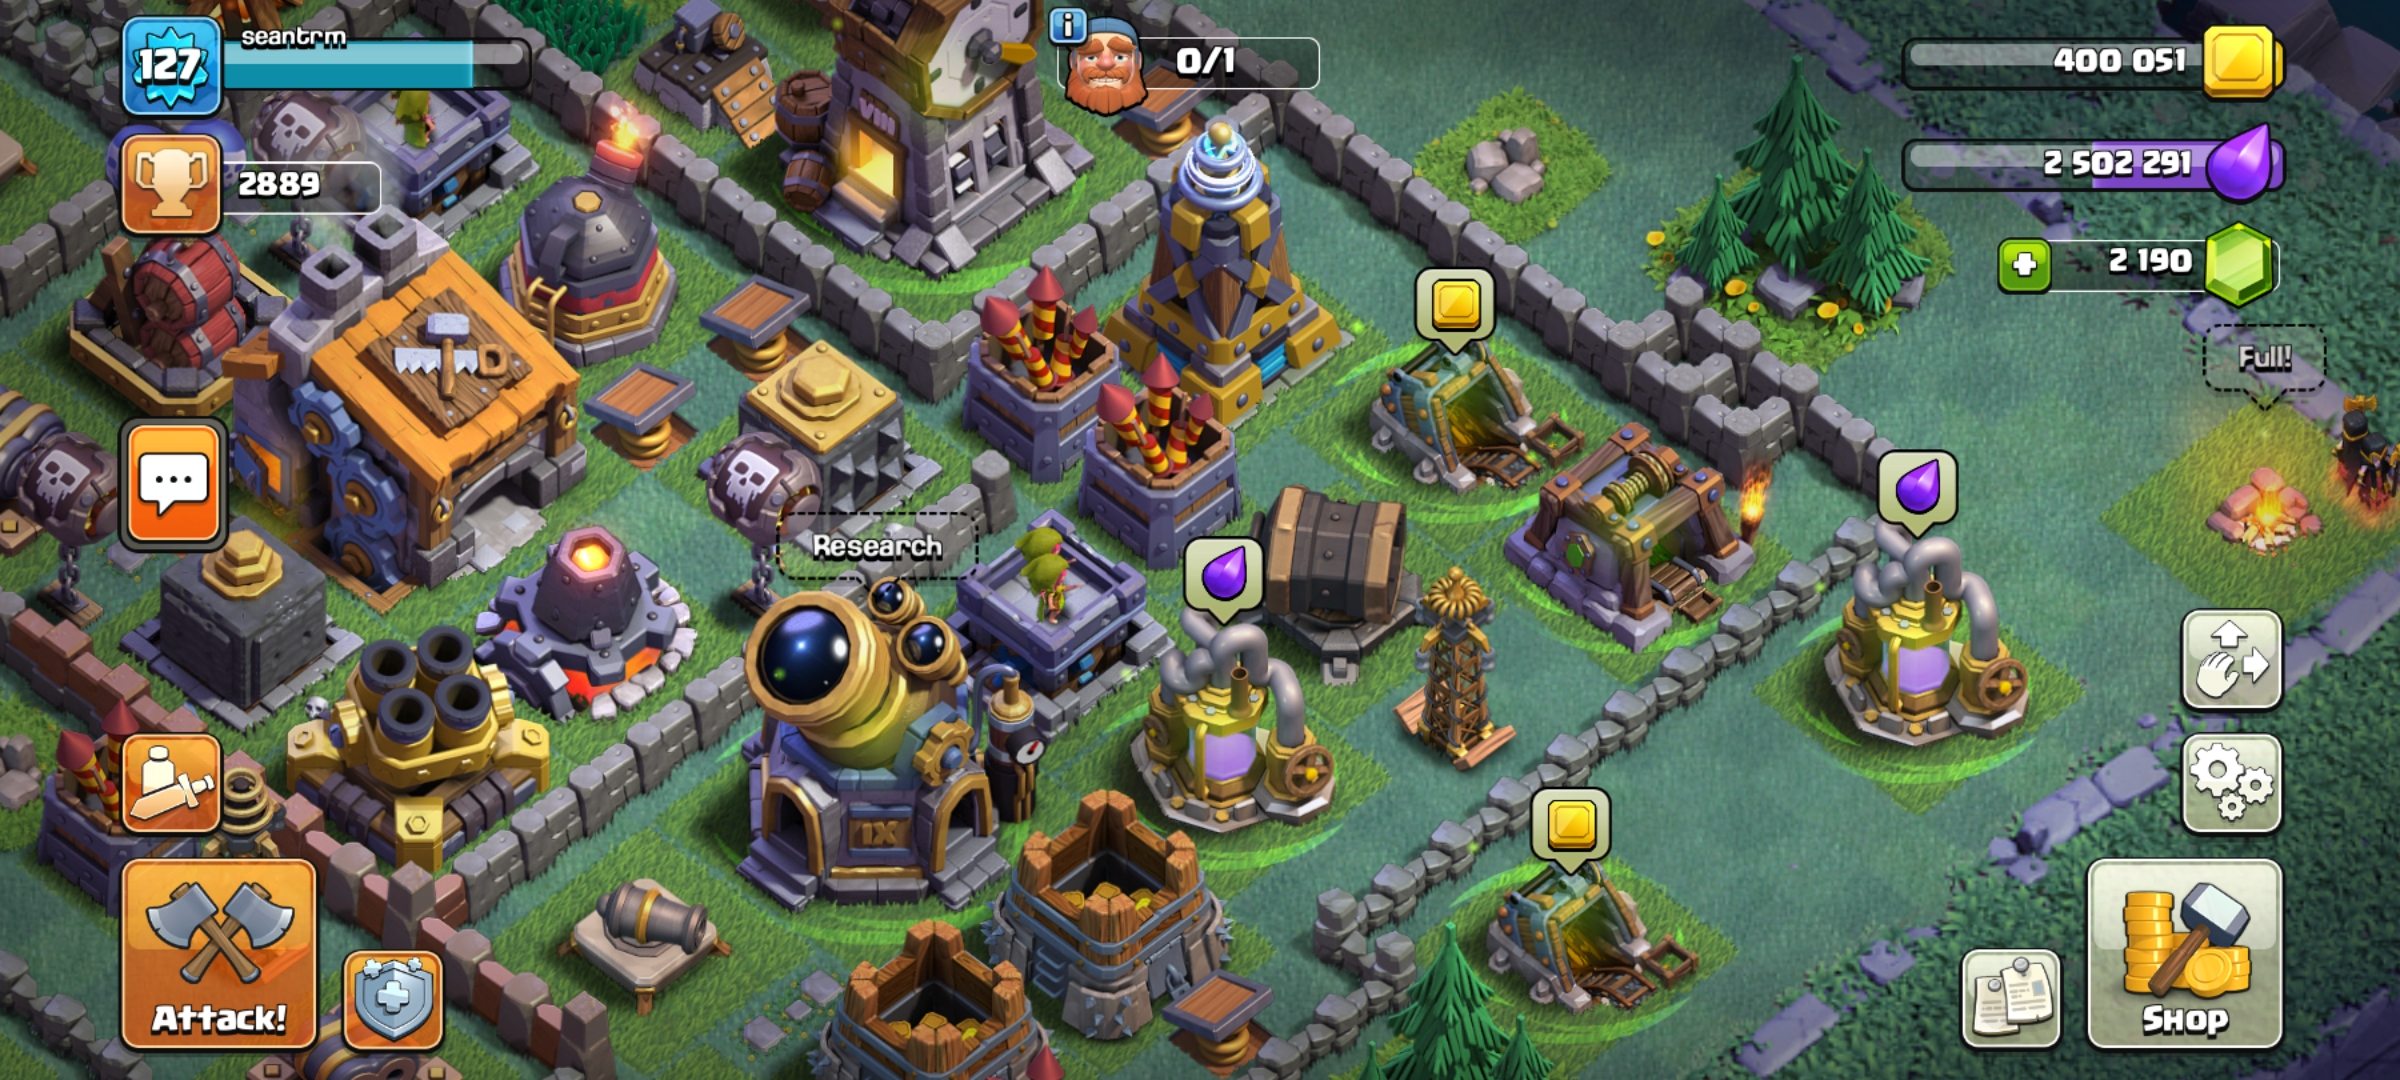 127
seantrm
i
0/1
400 051
2889
VIII
2 502 291
2 190
Full!
Research
IX
Attack!
Shop